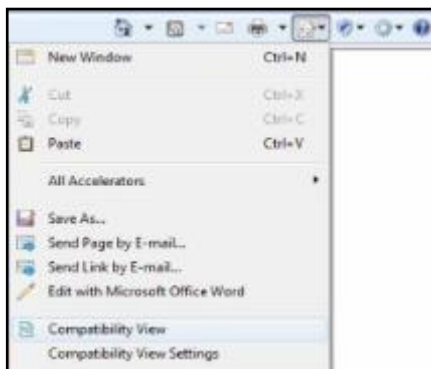 New Window Ctrl+N
Cut Ctrl+X
Copy Ctrl+C
Paste Ctrl+V
All Accelerators
Save As...
Send Page by E-mail...
Send Link by E-mail...
Edit with Microsoft Office Word
Compatibility View
Compatibility View Settings